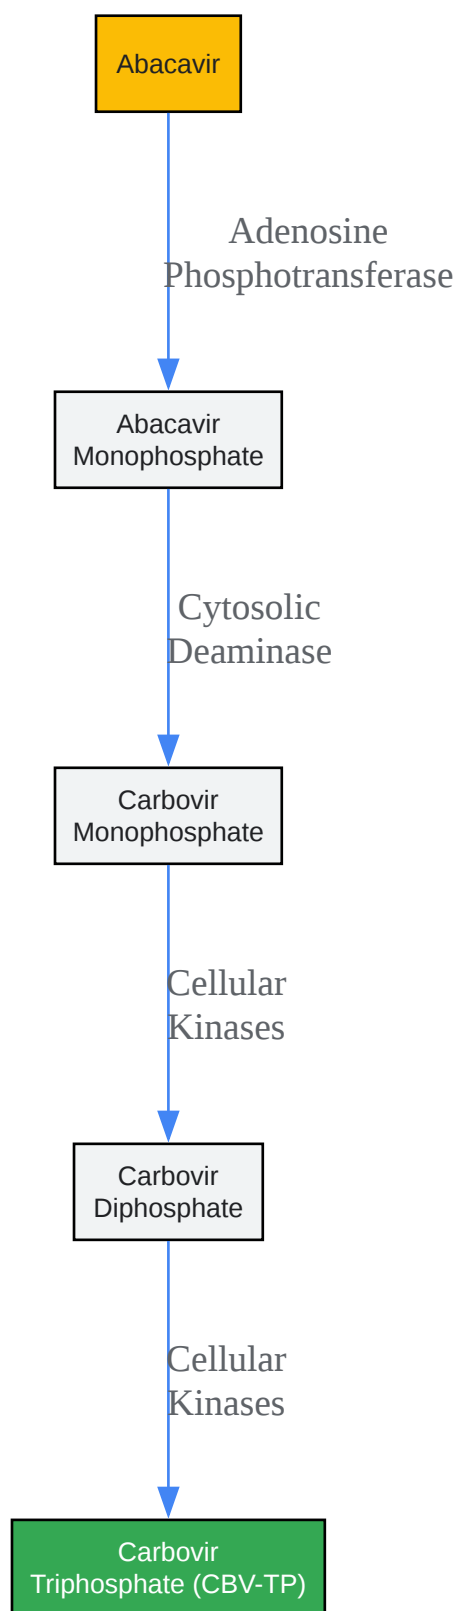 Abacavir
Adenosine
Phosphotransferase
Abacavir
Monophosphate
Cytosolic
Deaminase
Carbovir
Monophosphate
Cellular
Kinases
Carbovir
Diphosphate
Cellular
Kinases
Carbovir
Triphosphate (CBV-TP)